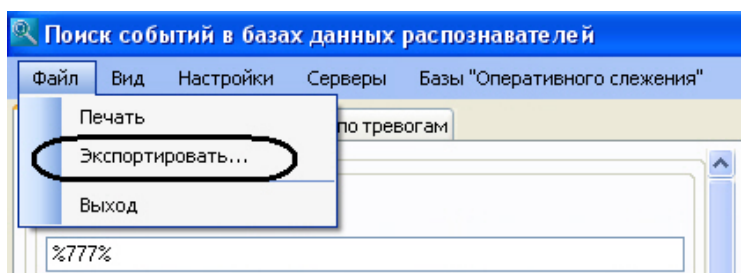 Поиск событий в базах данных распознавателей
Файл Вид Настройки Серверы Базы "Оперативного слежения"
Печать
по тревогам
Экспортировать...
Выход
%777%